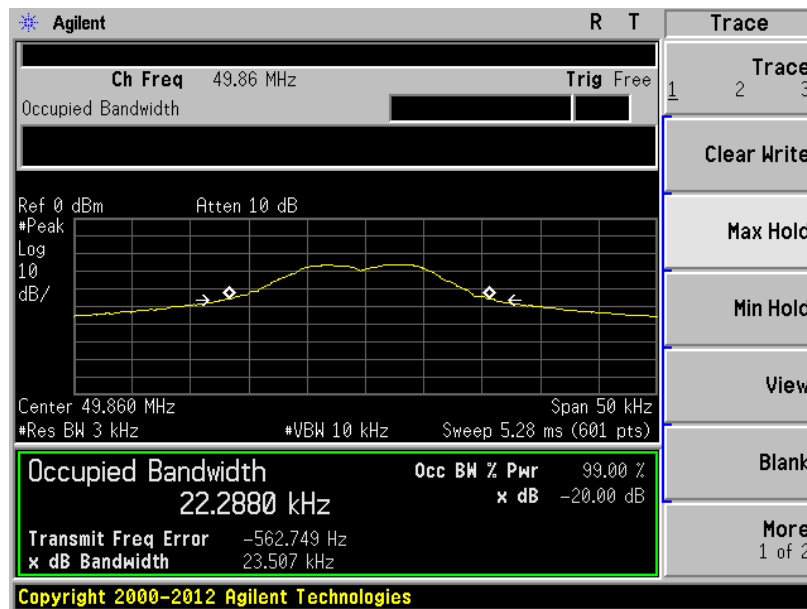 Agilent R T Trace
Ch Freq 49.86 MHz Trig Free
Occupied Bandwidth
Trace
1 2 3
Clear Write
Max Hold
Min Hold
View
Blank
More
1 of 2
Ref 0 dBm Atten 10 dB
#Peak
Log
10
dB/
Center 49.860 MHz Span 50 kHz
#Res BW 3 kHz #VBW 10 kHz Sweep 5.28 ms (601 pts)
Occupied Bandwidth
22.2880 kHz
Occ BW % Pwr 99.00 %
x dB -20.00 dB
Transmit Freq Error -562.749 Hz
x dB Bandwidth 23.507 kHz
Copyright 2000-2012 Agilent Technologies